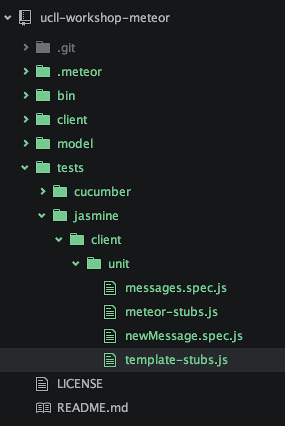 ucll-workshop-meteor
.git
.meteor
bin
client
model
tests
cucumber
jasmine
client
unit
messages.spec.js
meteor-stubs.js
newMessage.spec.js
template-stubs.js
LICENSE
README.md